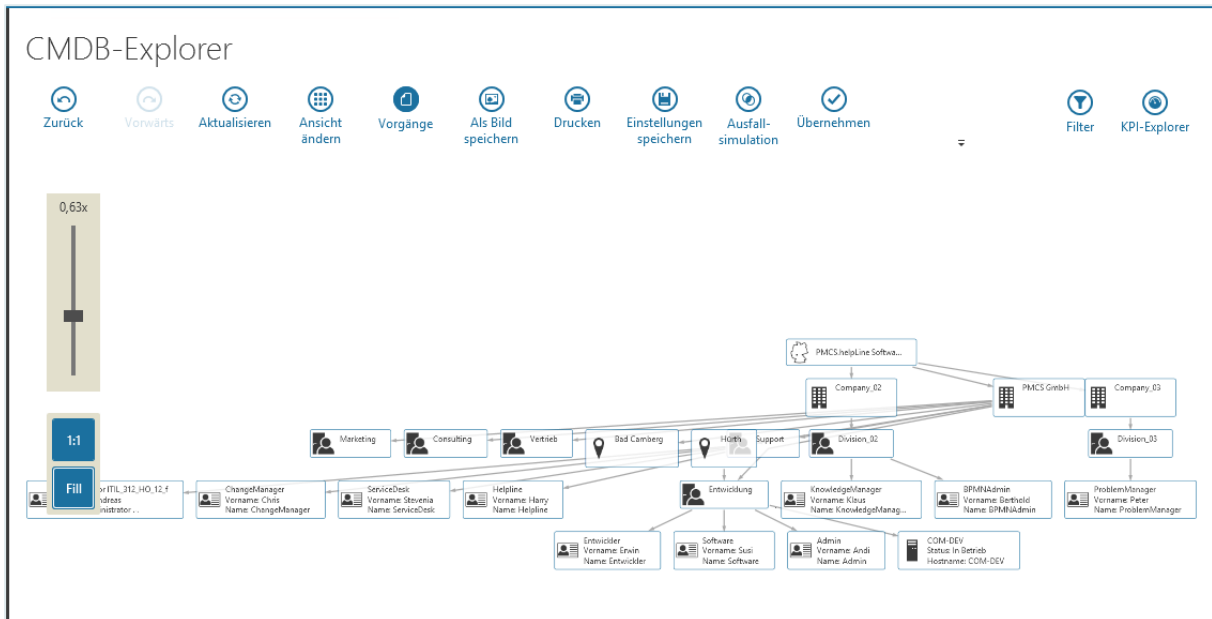 CMDB-Explorer
Zurück
Vorwärts
Aktualisieren
Ansicht
ändern
Vorgänge
Als Bild
speichern
Drucken
Einstellungen
speichern
Ausfall-
simulation
Übernehmen
Filter
KPI-Explorer
0,63x
1:1
Fill
PMCS.helpLine Softwa...
Company_02
PMCS GmbH
Company_03
Marketing
Consulting
Vertrieb
Bad Camberg
Hürth
Support
Division_02
Division_03
or ITIL_312_HO_12_f
ndreas
ninistrator . .
ChangeManager
Vorname: Chris
Name: ChangeManager
ServiceDesk
Vorname: Stevenia
Name: ServiceDesk
Helpline
Vorname: Harry
Name: Helpline
Entwicklung
KnowledgeManager
Vorname: Klaus
Name: KnowledgeManag...
BPMNAdmin
Vorname: Berthold
Name: BPMNAdmin
ProblemManager
Vorname: Peter
Name: ProblemManager
Entwickler
Vorname: Erwin
Name: Entwickler
Software
Vorname: Susi
Name: Software
Admin
Vorname: Andi
Name: Admin
COM-DEV
Status: In Betrieb
Hostname: COM-DEV